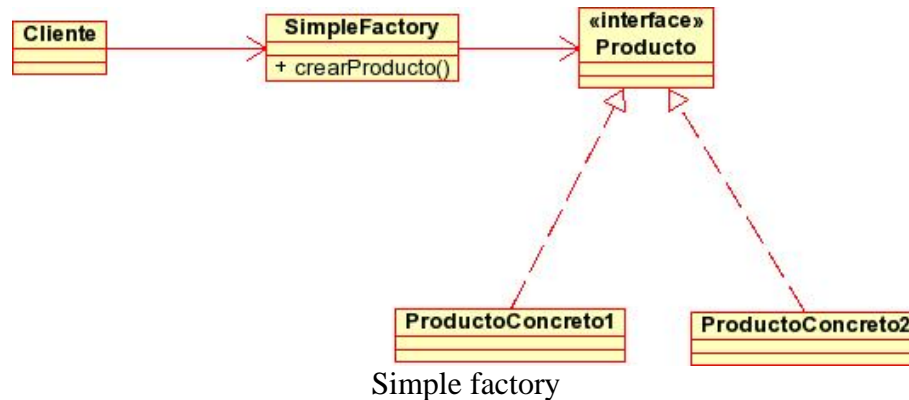 Cliente
SimpleFactory
+ crearProducto()
«interface»
Producto
ProductoConcreto1
ProductoConcreto2
Simple factory